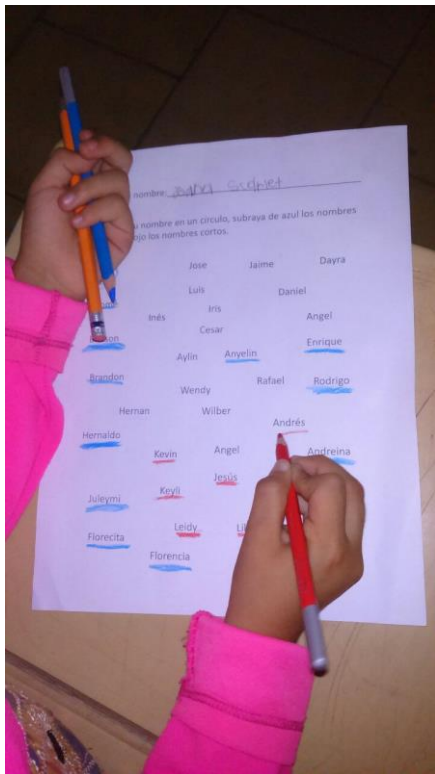 nombre:
nombre en un círculo, subraya de azul los nombres
los nombres cortos.
Jose Jaime Dayra
Luis Daniel
Inés Iris Angel
Cesar
Enrique
Aylin Anyelin
Brandon Rafael Rodrigo
Wendy
Hernan Wilber
Andrés
Hernaldo
Kevin Angel Andreina
Jesús
Keyli
Juleymi
Leidy
Florecita
Florencia